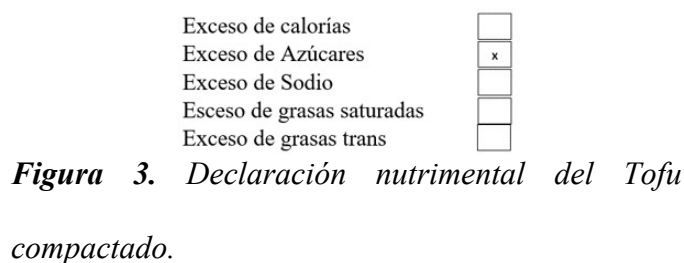 Exceso de calorías
Exceso de Azúcares x
Exceso de Sodio
Esceso de grasas saturadas
Exceso de grasas trans
Figura 3. Declaración nutrimental del Tofu
compactado.